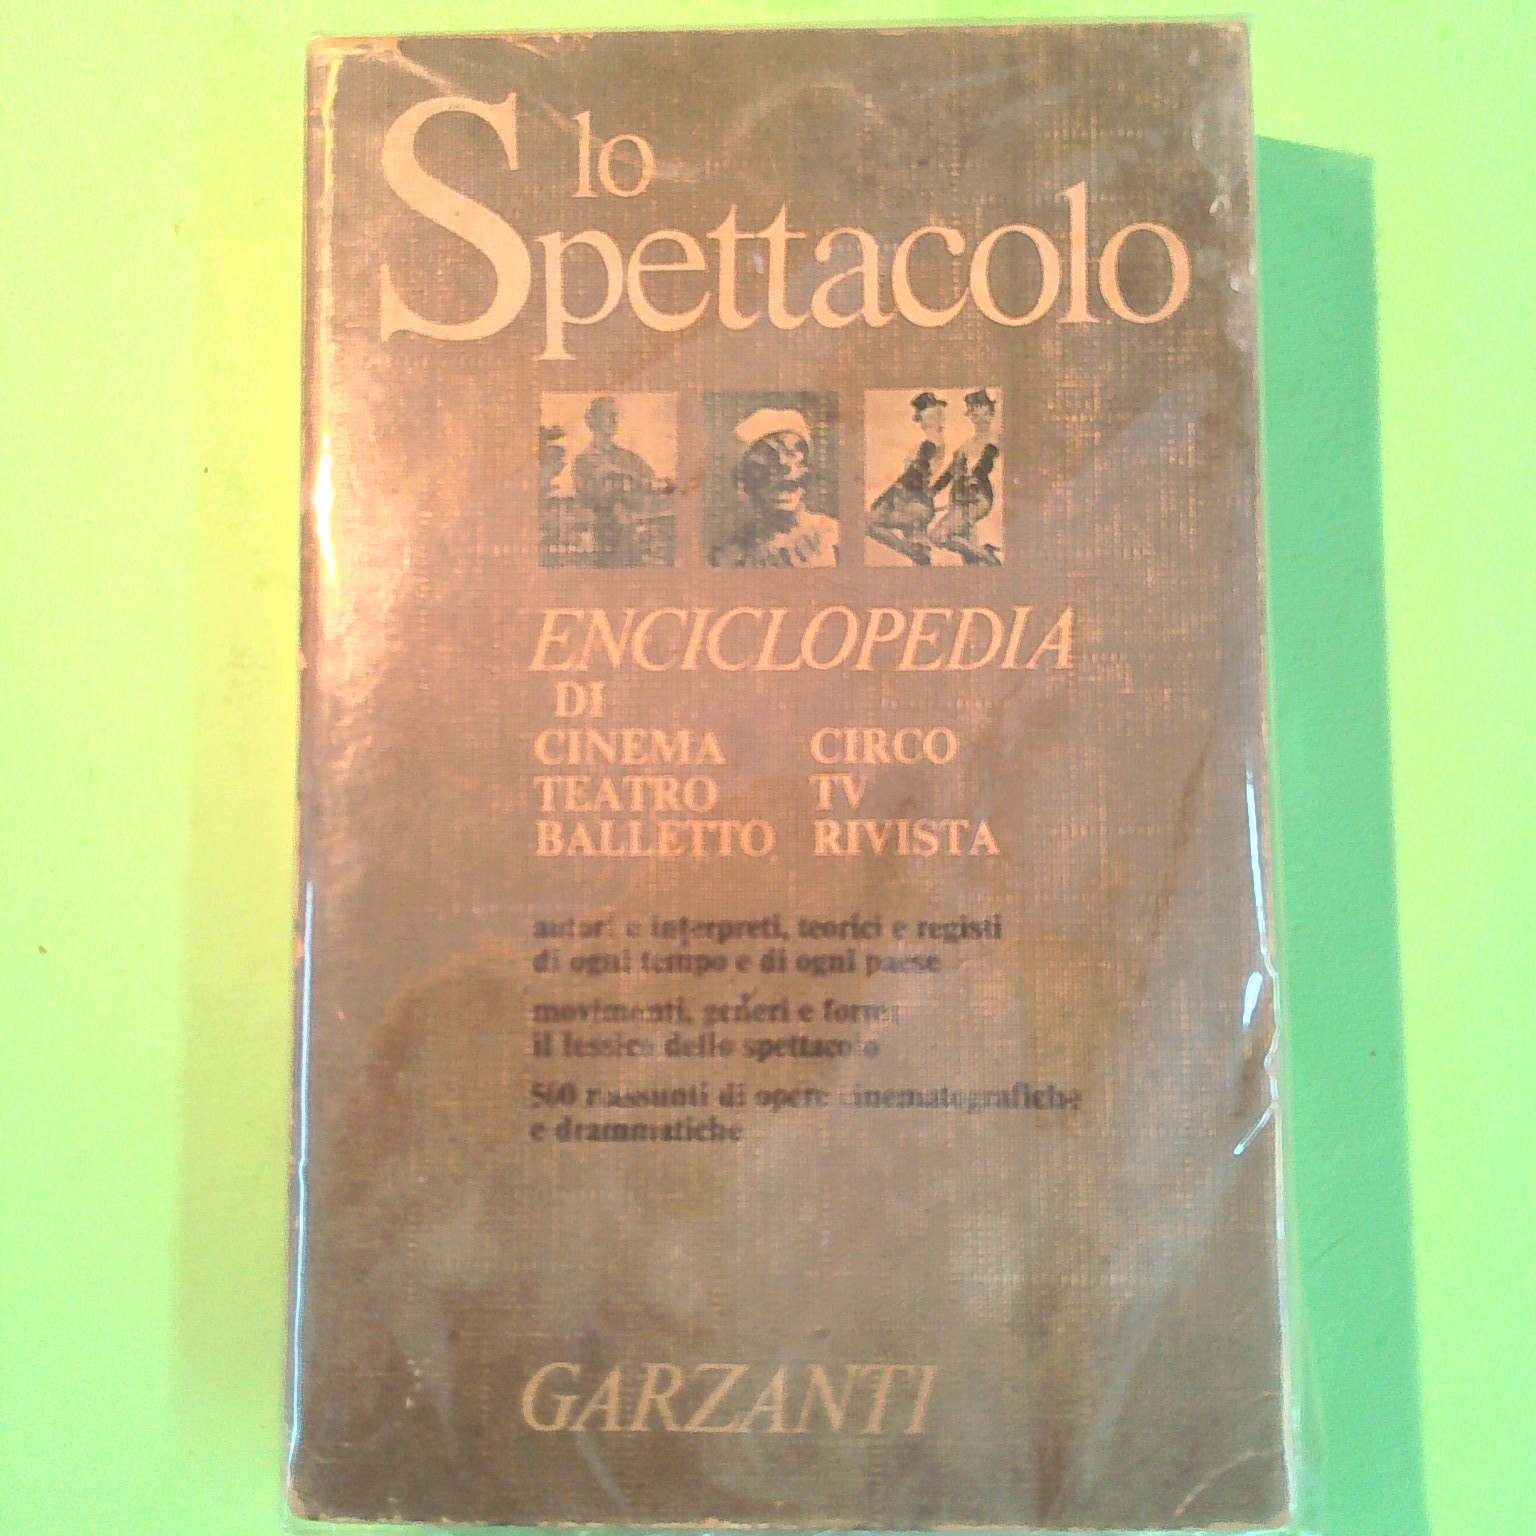 lo
Spettacolo
ENCICLOPEDIA
DI
CINEMA CIRCO
TEATRO TV
BALLETTO RIVISTA
autori e interpreti, teorici e registi
di ogni tempo e di ogni paese
movimenti, generi e forme
il lessico dello spettacolo
500 riassunti di opere cinematografiche
e drammatiche
GARZANTI